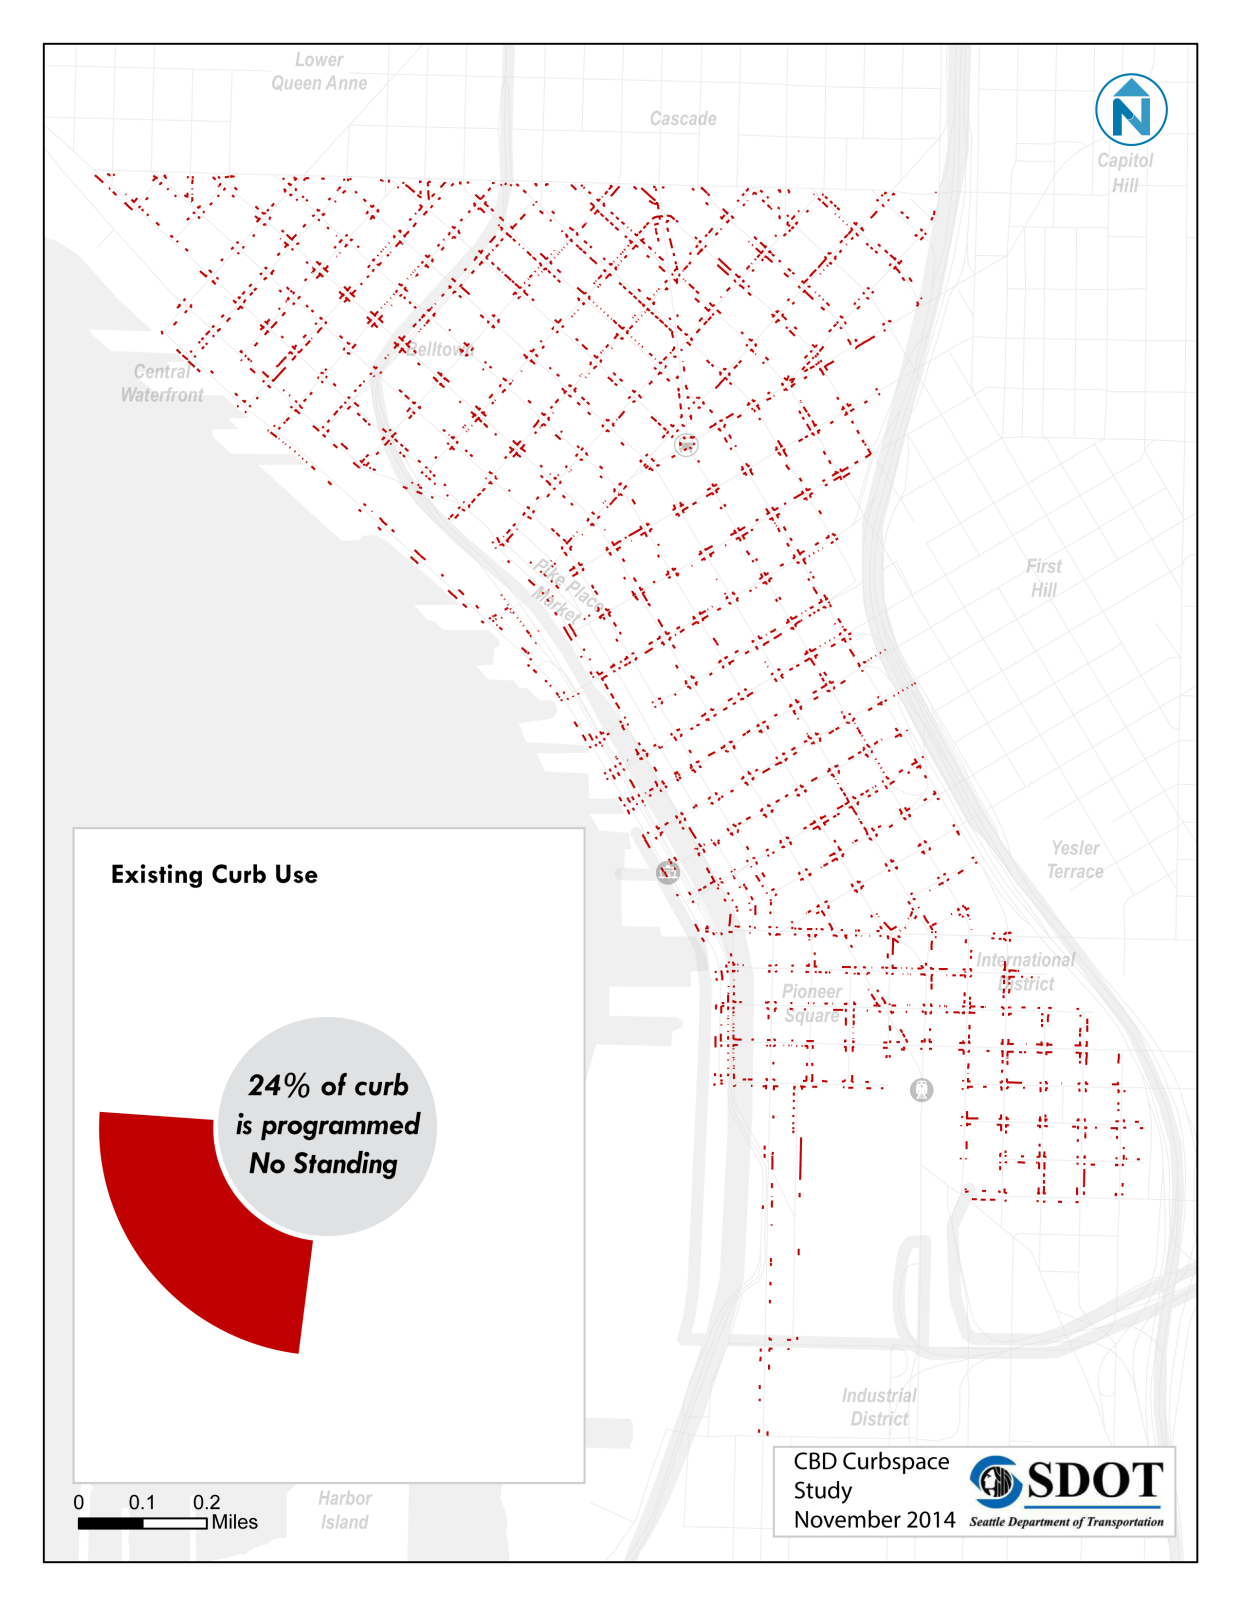 Lower
Queen Anne
Cascade
N
Capitol
Hill
Belltown
Central
Waterfront
Pike Place
Market
First
Hill
Yesler
Terrace
International
District
Pioneer
Square
Existing Curb Use
24% of curb
is programmed
No Standing
Industrial
District
Harbor
Island
0 0.1 0.2
Miles
CBD Curbspace
Study
November 2014
SDOT
Seattle Department of Transportation